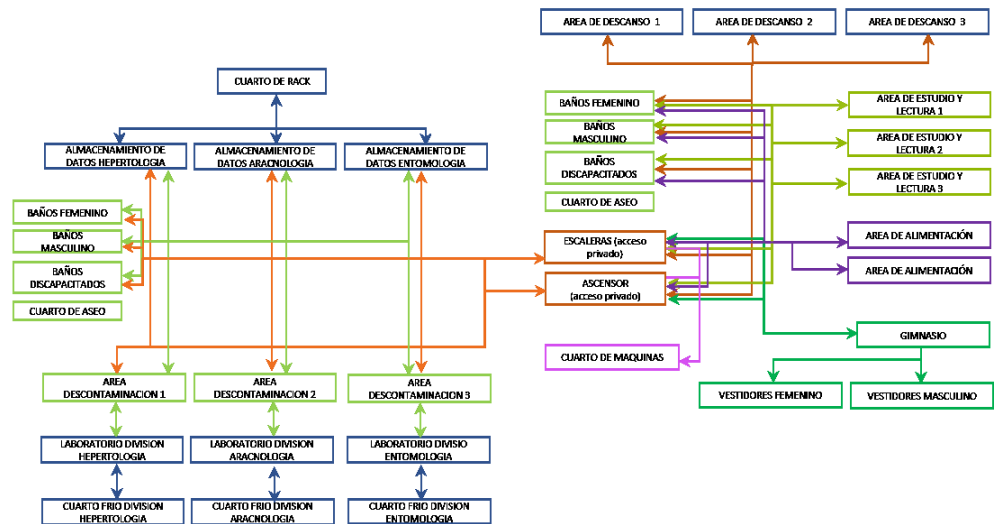 AREA DE DESCANSO 1
AREA DE DESCANSO 2
AREA DE DESCANSO 3
CUARTO DE RACK
ALMACENAMIENTO DE
DATOS HEPERTOLOGIA
ALMACENAMIENTO DE
DATOS ARACNOLOGIA
ALMACENAMIENTO DE
DATOS ENTOMOLOGIA
BAÑOS FEMENINO
BAÑOS
MASCULINO
BAÑOS
DISCAPACITADOS
CUARTO DE ASEO
AREA
DESCONTAMINACION 1
AREA
DESCONTAMINACION 2
AREA
DESCONTAMINACION 3
LABORATORIO DIVISION
HEPERTOLOGIA
LABORATORIO DIVISION
ARACNOLOGIA
LABORATORIO DIVISIO
ENTOMOLOGIA
CUARTO FRIO DIVISION
HEPERTOLOGIA
CUARTO FRIO DIVISION
ARACNOLOGIA
CUARTO FRIO DIVISION
ENTOMOLOGIA
BAÑOS FEMENINO
BAÑOS
MASCULINO
BAÑOS
DISCAPACITADOS
CUARTO DE ASEO
AREA DE ESTUDIO Y
LECTURA 1
AREA DE ESTUDIO Y
LECTURA 2
AREA DE ESTUDIO Y
LECTURA 3
ESCALERAS (acceso
privado)
ASCENSOR
(acceso privado)
AREA DE ALIMENTACIÓN
AREA DE ALIMENTACIÓN
CUARTO DE MAQUINAS
GIMNASIO
VESTIDORES FEMENINO
VESTIDORES MASCULINO